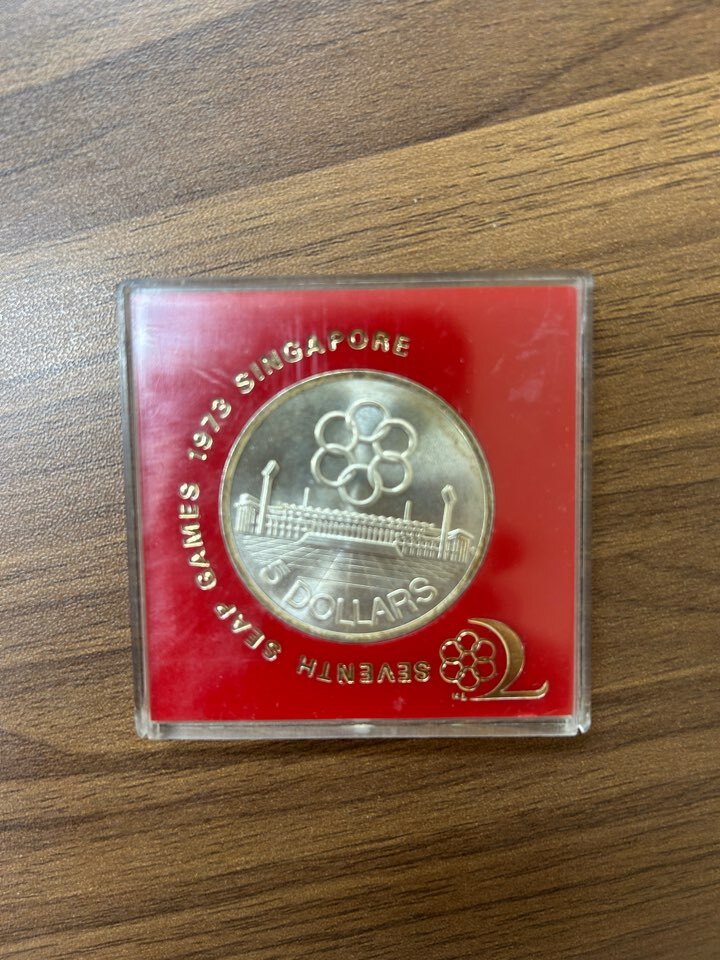 SEVENTH SEAP GAMES 1973 SINGAPORE
5 DOLLARS